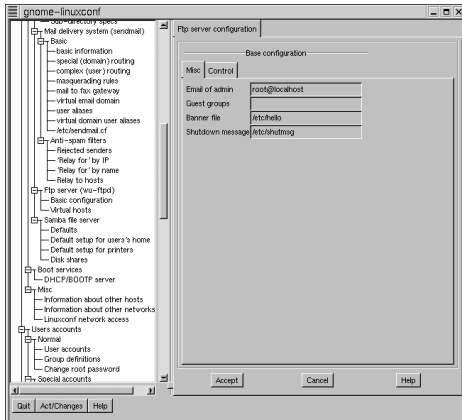 gnome-linuxconf
Sub-directory specs
Mail delivery system (sendmail)
Basic
basic information
special (domain) routing
complex (user) routing
masquerading rules
mail to fax gateway
virtual email domain
user aliases
virtual domain user aliases
/etc/sendmail.cf
Anti-spam filters
Rejected senders
'Relay for' by IP
'Relay for' by name
Relay to hosts
Ftp server (wu-ftpd)
Basic configuration
Virtual hosts
Samba file server
Defaults
Default setup for users's home
Default setup for printers
Disk shares
Boot services
DHCP/BOOTP server
Misc
Information about other hosts
Information about other networks
Linuxconf network access
Users accounts
Normal
User accounts
Group definitions
Change root password
Special accounts
Quit Act/Changes Help
Ftp server configuration
Base configuration
Misc Control
Email of admin root@localhost
Guest groups
Banner file /etc/hello
Shutdown message /etc/shutmsg
Accept Cancel Help